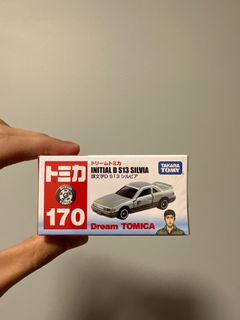 トミカ
170
ドリームトミカ
INITIAL D S13 SILVIA
頭文字D S13 シルビア
Dream TOMICA
TAKARA
TOMY